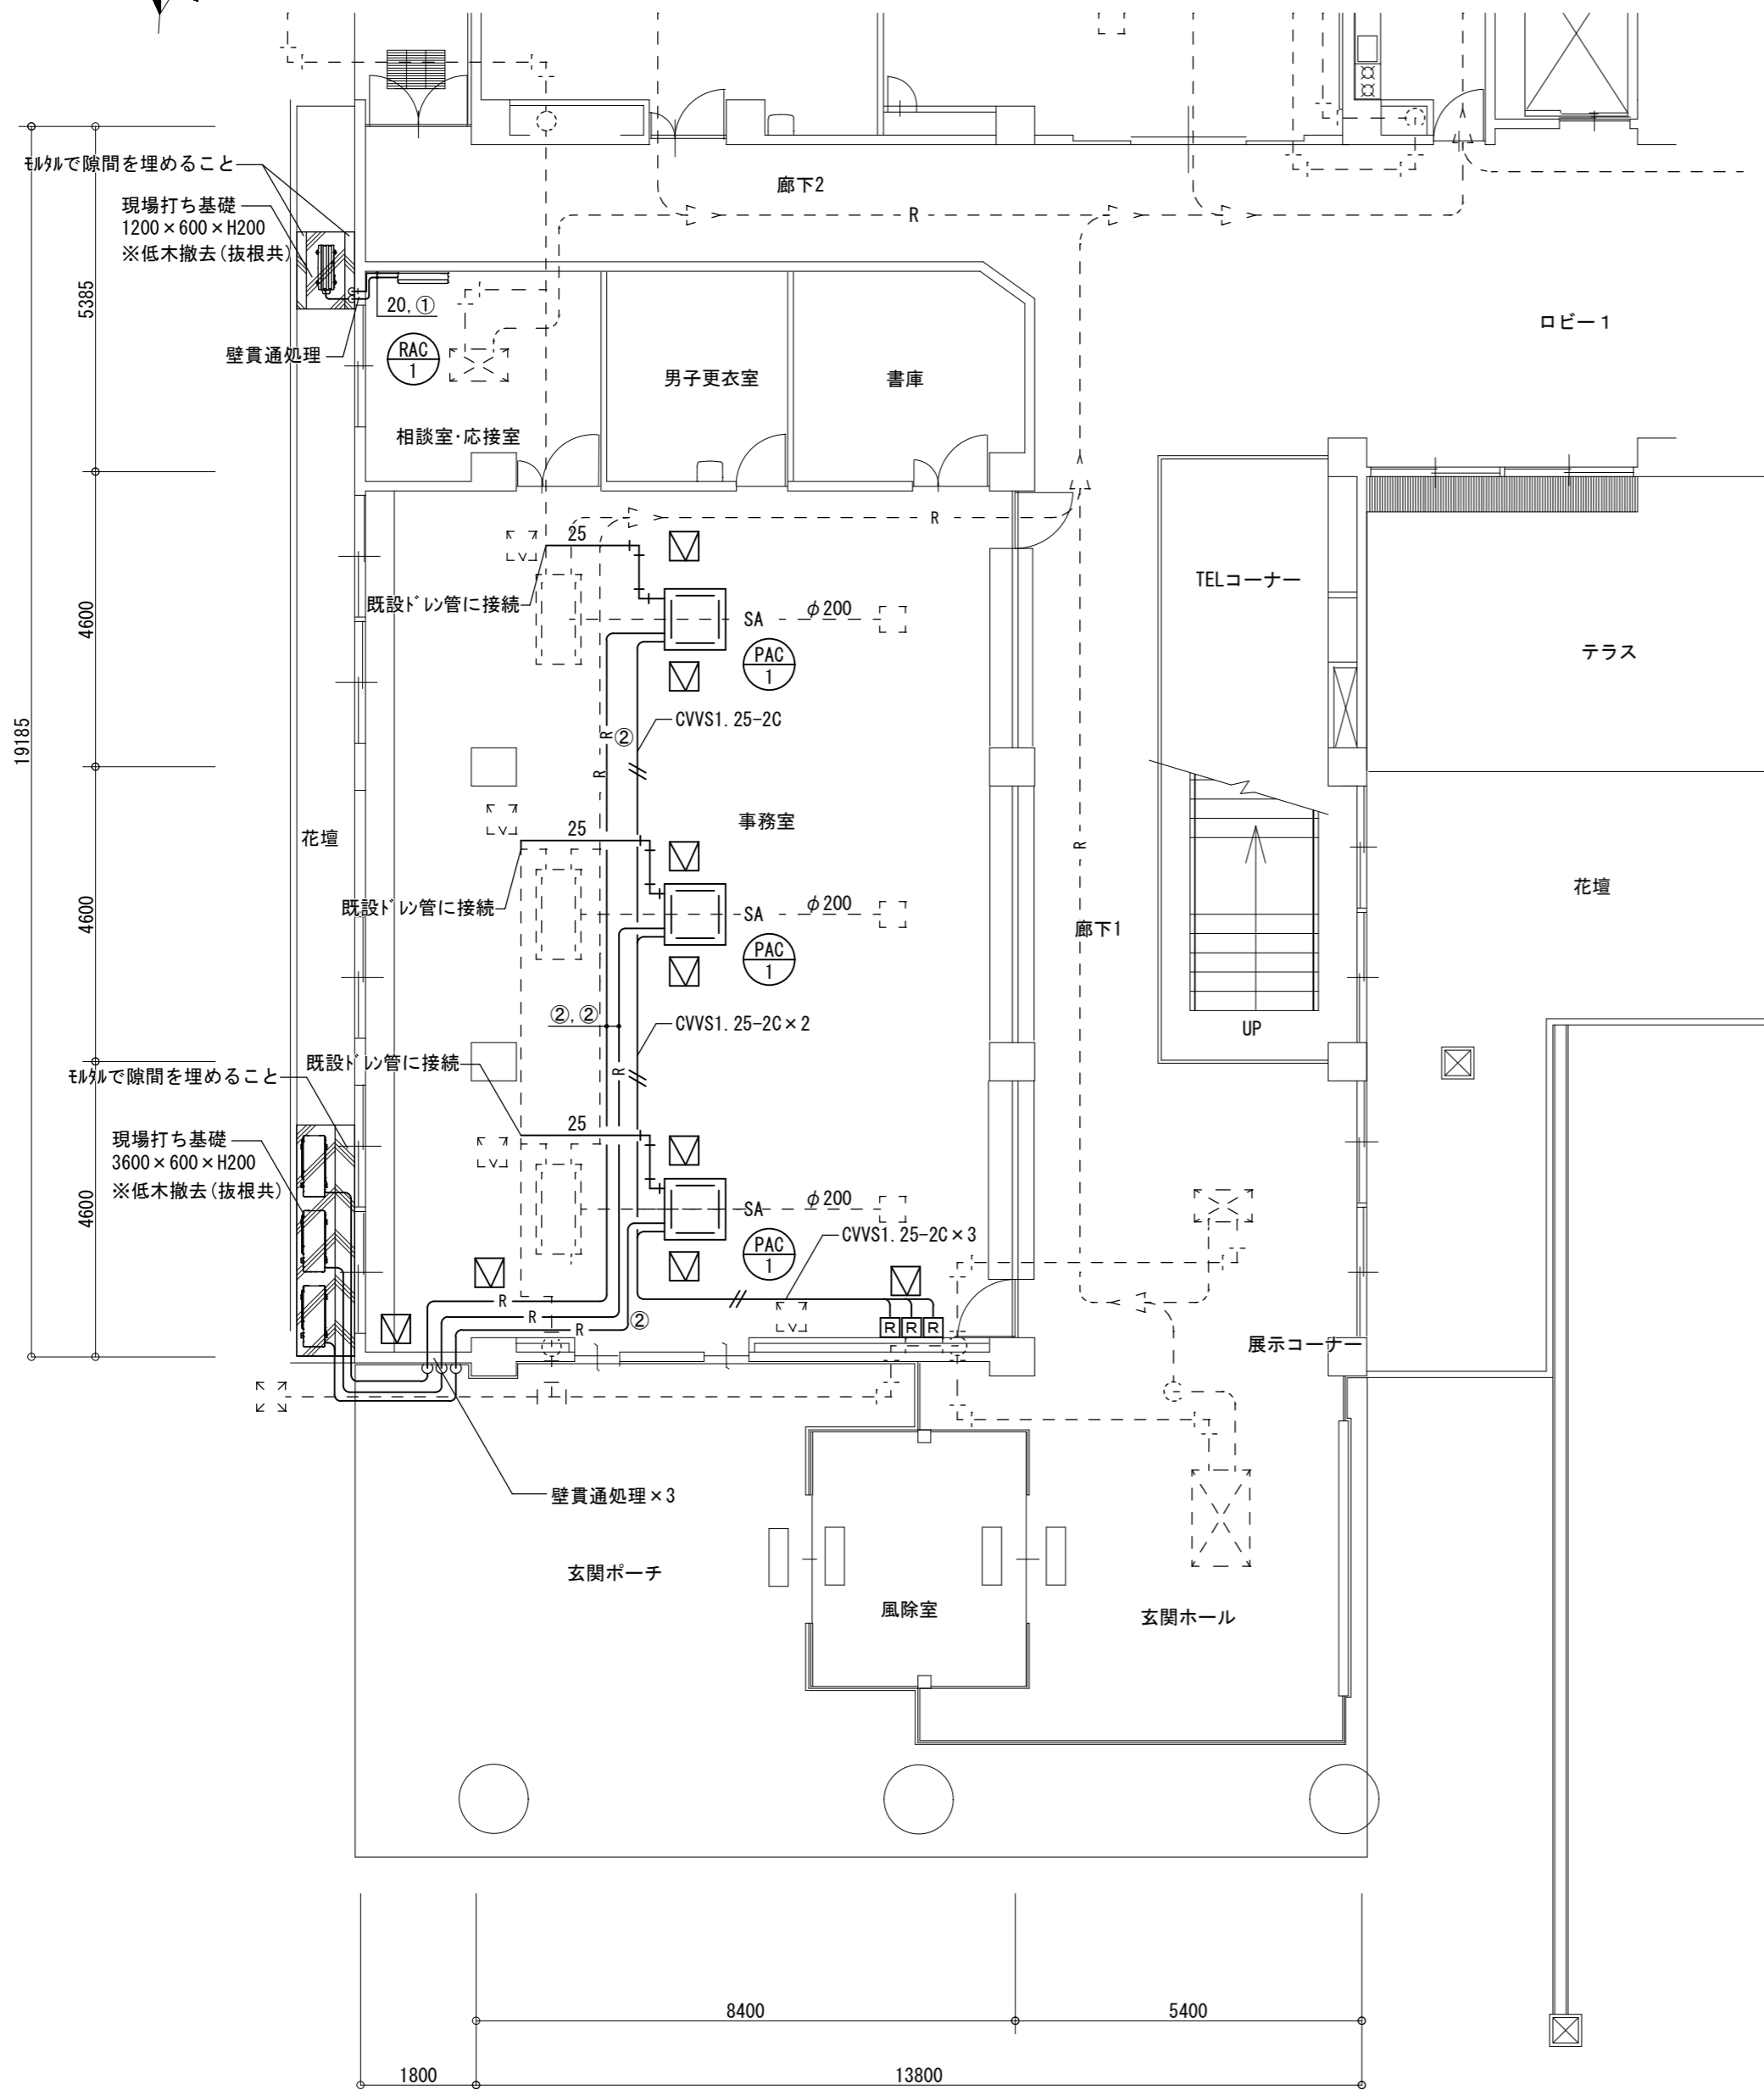 廊下2
R
ﾓﾙﾀﾙで隙間を埋めること
現場打ち基礎
1200×600×H200
※低木撤去(抜根共)
5385
20,①
壁貫通処理
RAC
1
相談室・応接室
男子更衣室
書庫
ロビー１
R
25
既設ﾄﾞﾚﾝ管に接続
SA
φ200
PAC
1
TELコーナー
テラス
4600
19185
CVVS1.25-2C
R
②
R
花壇
25
事務室
R
花壇
既設ﾄﾞﾚﾝ管に接続
SA
φ200
PAC
1
廊下1
4600
②,②
CVVS1.25-2C×2
UP
既設ﾄﾞﾚﾝ管に接続
R
ﾓﾙﾀﾙで隙間を埋めること
25
現場打ち基礎
3600×600×H200
※低木撤去(抜根共)
4600
SA
φ200
PAC
1
CVVS1.25-2C×3
R
R
R
②
R
R
R
展示コーナー
壁貫通処理×3
玄関ポーチ
風除室
玄関ホール
8400
5400
1800
13800